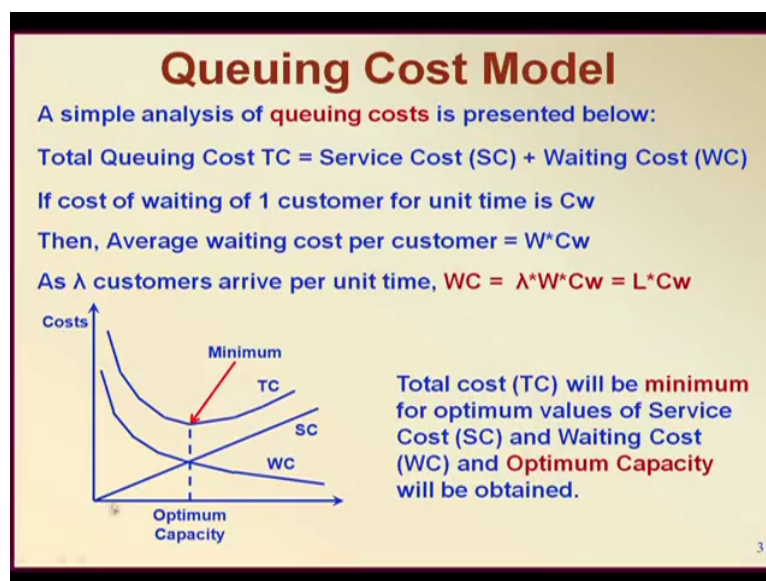 Queuing Cost Model
A simple analysis of queuing costs is presented below:
Total Queuing Cost TC = Service Cost (SC) + Waiting Cost (WC)
If cost of waiting of 1 customer for unit time is Cw
Then, Average waiting cost per customer = W*Cw
As λ customers arrive per unit time, WC = λ*W*Cw = L*Cw
Costs
Minimum
TC
SC
WC
Optimum
Capacity
Total cost (TC) will be minimum
for optimum values of Service
Cost (SC) and Waiting Cost
(WC) and Optimum Capacity
will be obtained.
3